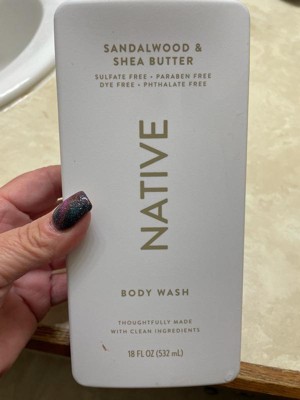 SANDALWOOD &
SHEA BUTTER
SULFATE FREE • PARABEN FREE
DYE FREE • PHTHALATE FREE
NATIVE
BODY WASH
THOUGHTFULLY MADE
WITH CLEAN INGREDIENTS
18 FL OZ (532 mL)